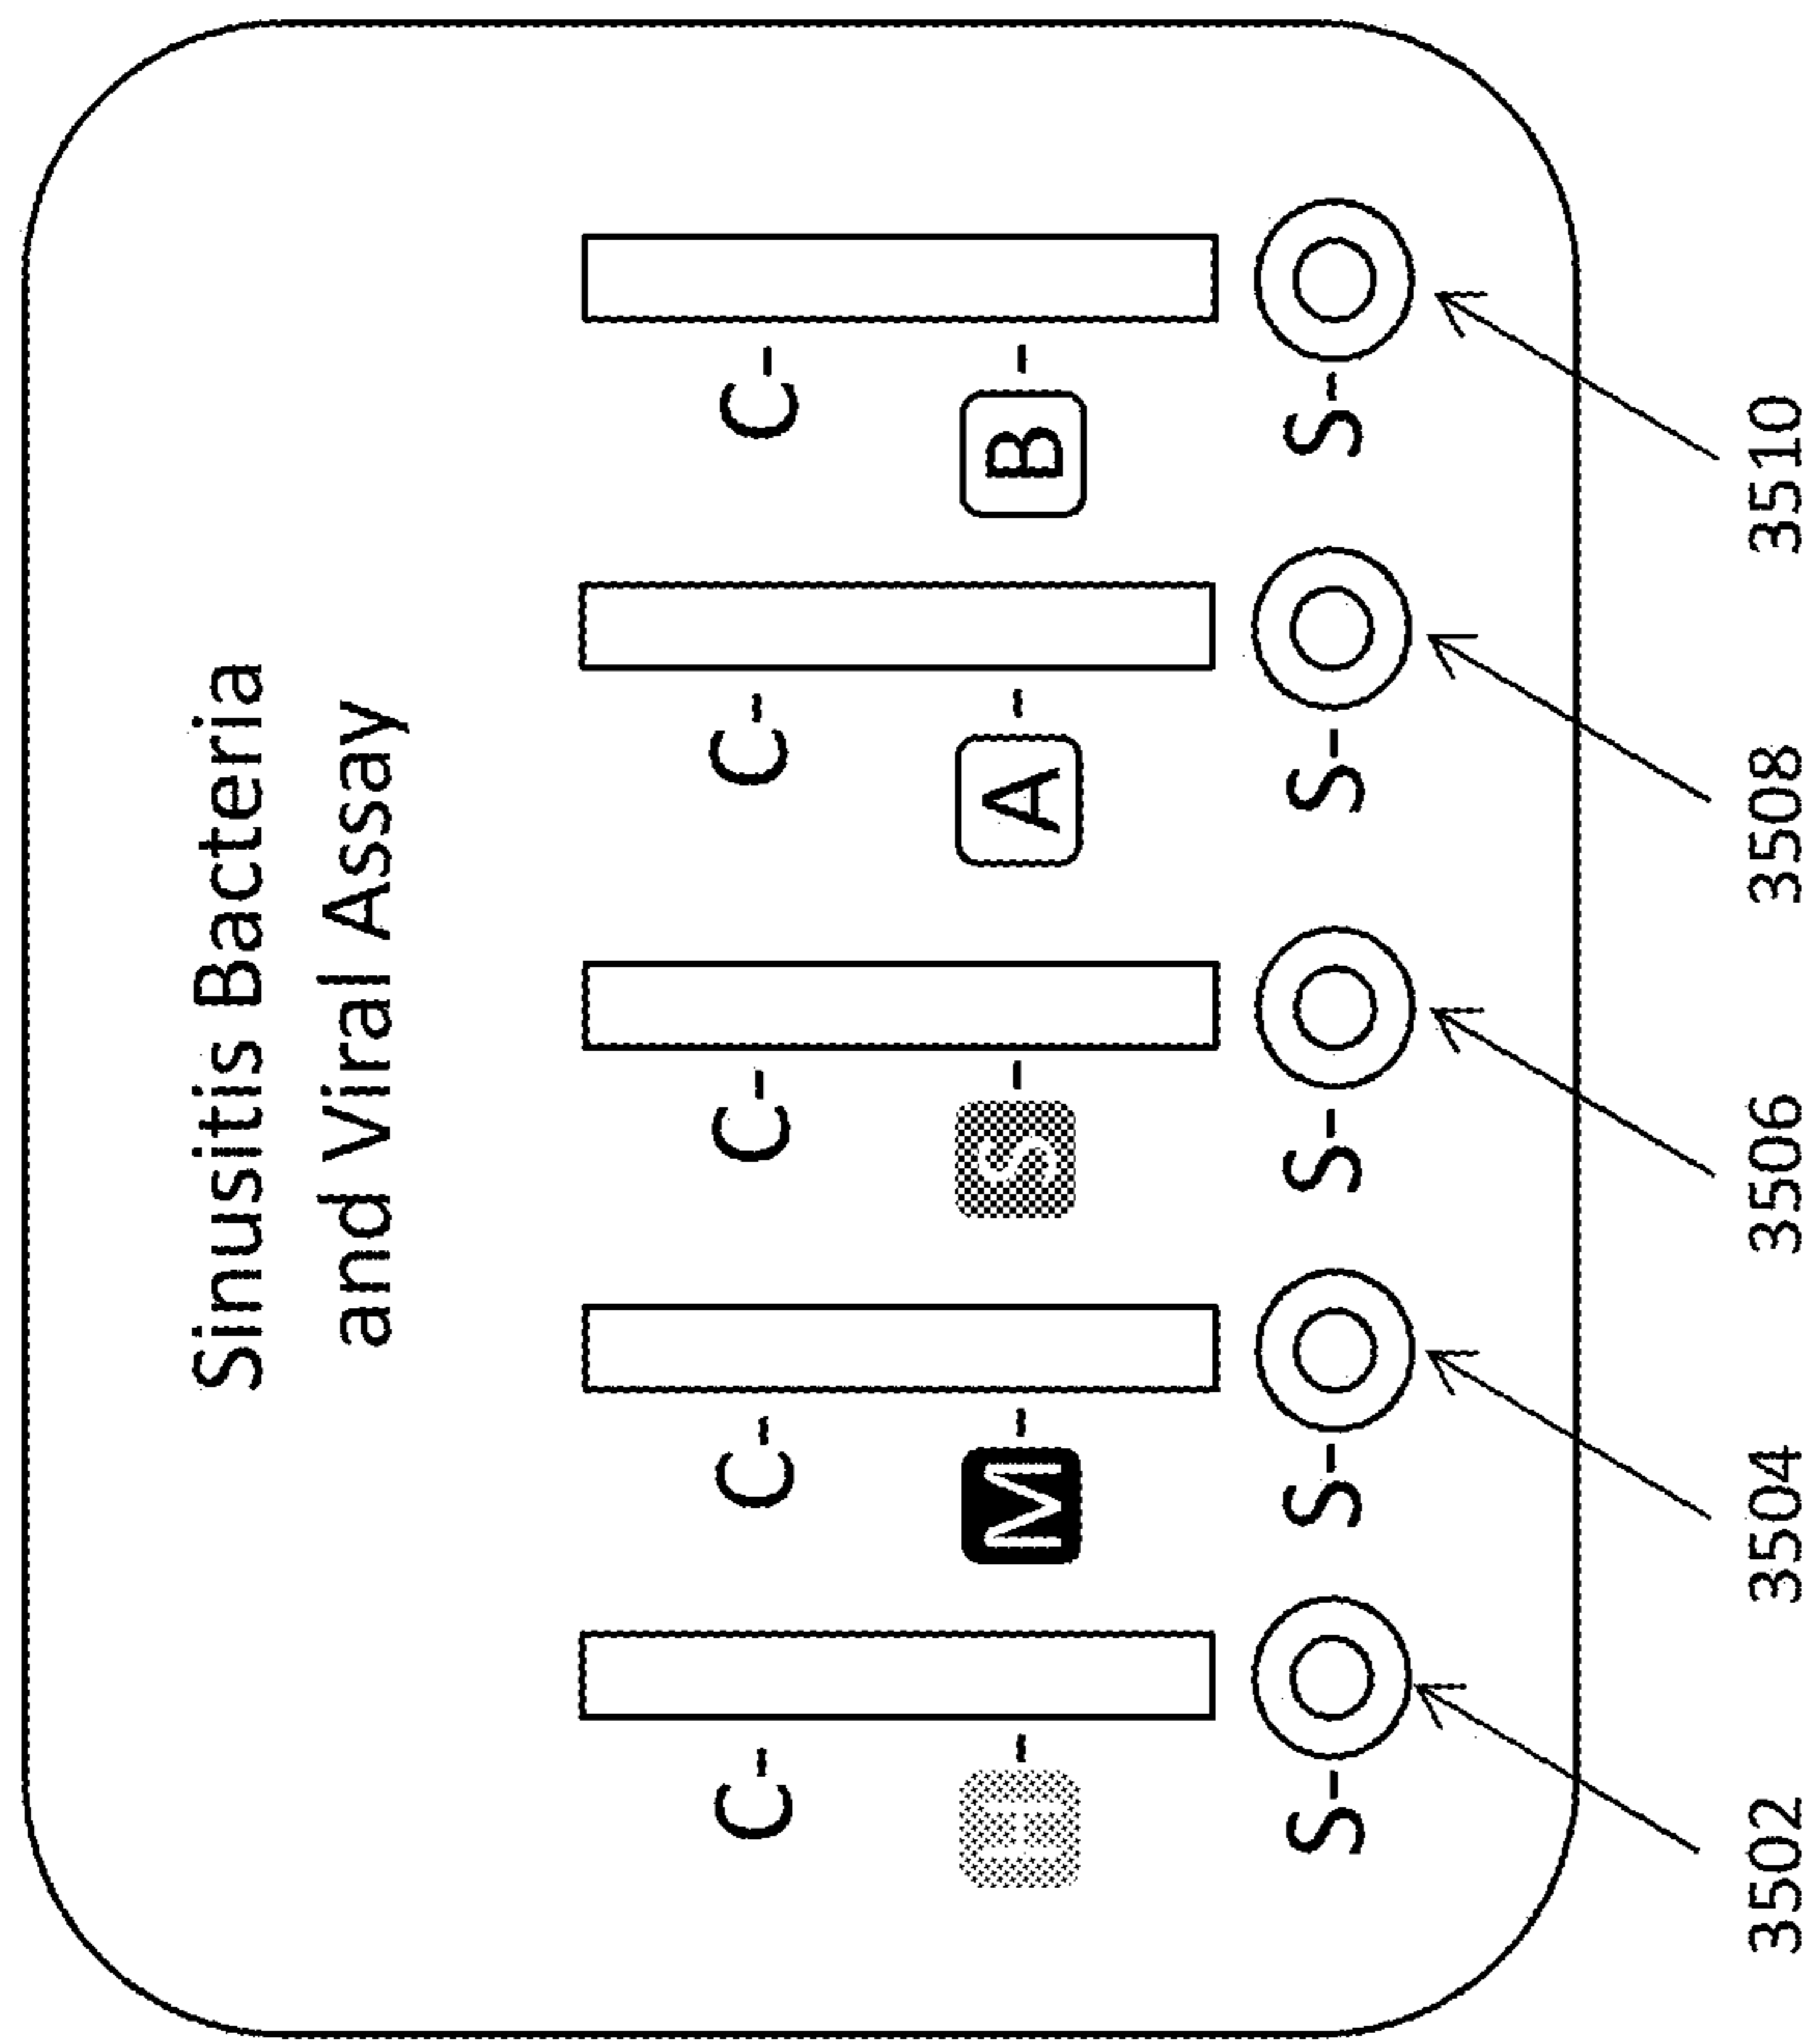 Sinusitis Bacteria
and Viral Assay
C- C- C- C- C-
H- M- S- A- B-
S- S- S- S- S-
3502 3504 3506 3508 3510